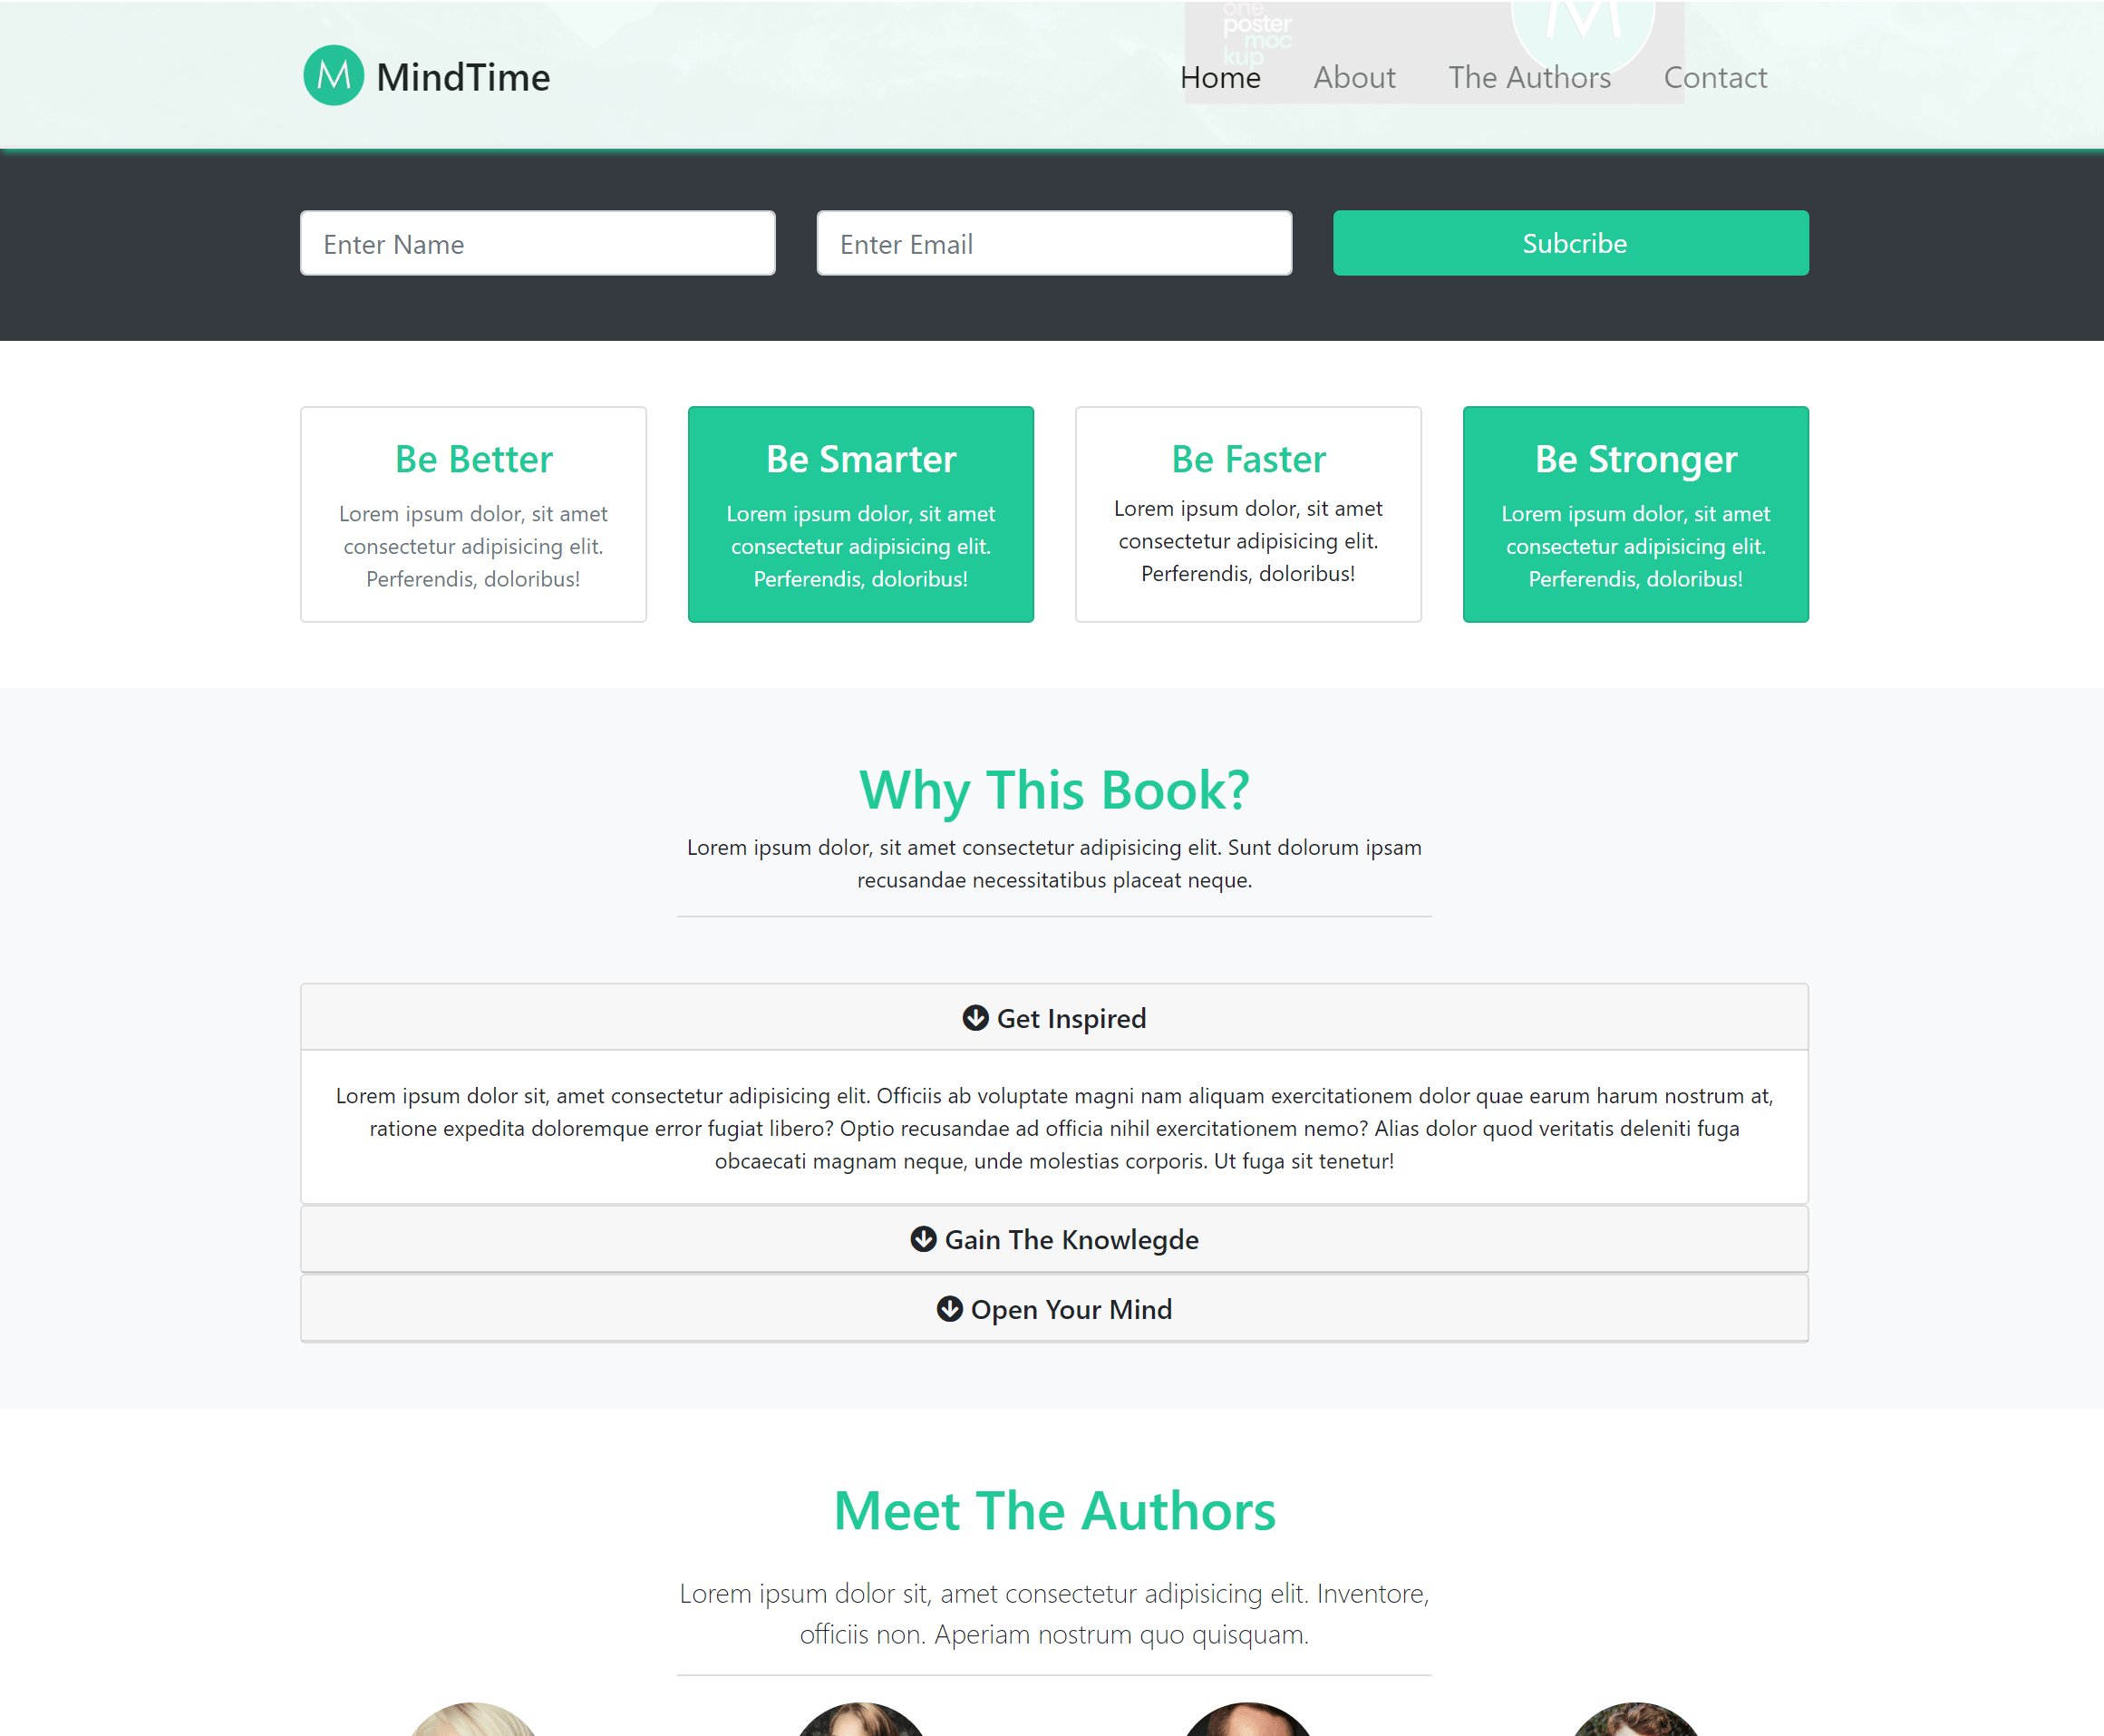 one
poster
moc
kup
M
M MindTime
Home About The Authors Contact
Enter Name Enter Email Subcribe
Be Better
Lorem ipsum dolor, sit amet
consectetur adipisicing elit.
Perferendis, doloribus!
Be Smarter
Lorem ipsum dolor, sit amet
consectetur adipisicing elit.
Perferendis, doloribus!
Be Faster
Lorem ipsum dolor, sit amet
consectetur adipisicing elit.
Perferendis, doloribus!
Be Stronger
Lorem ipsum dolor, sit amet
consectetur adipisicing elit.
Perferendis, doloribus!
Why This Book?
Lorem ipsum dolor, sit amet consectetur adipisicing elit. Sunt dolorum ipsam
recusandae necessitatibus placeat neque.
Get Inspired
Lorem ipsum dolor sit, amet consectetur adipisicing elit. Officiis ab voluptate magni nam aliquam exercitationem dolor quae earum harum nostrum at,
ratione expedita doloremque error fugiat libero? Optio recusandae ad officia nihil exercitationem nemo? Alias dolor quod veritatis deleniti fuga
obcaecati magnam neque, unde molestias corporis. Ut fuga sit tenetur!
Gain The Knowlegde
Open Your Mind
Meet The Authors
Lorem ipsum dolor sit, amet consectetur adipisicing elit. Inventore,
officiis non. Aperiam nostrum quo quisquam.